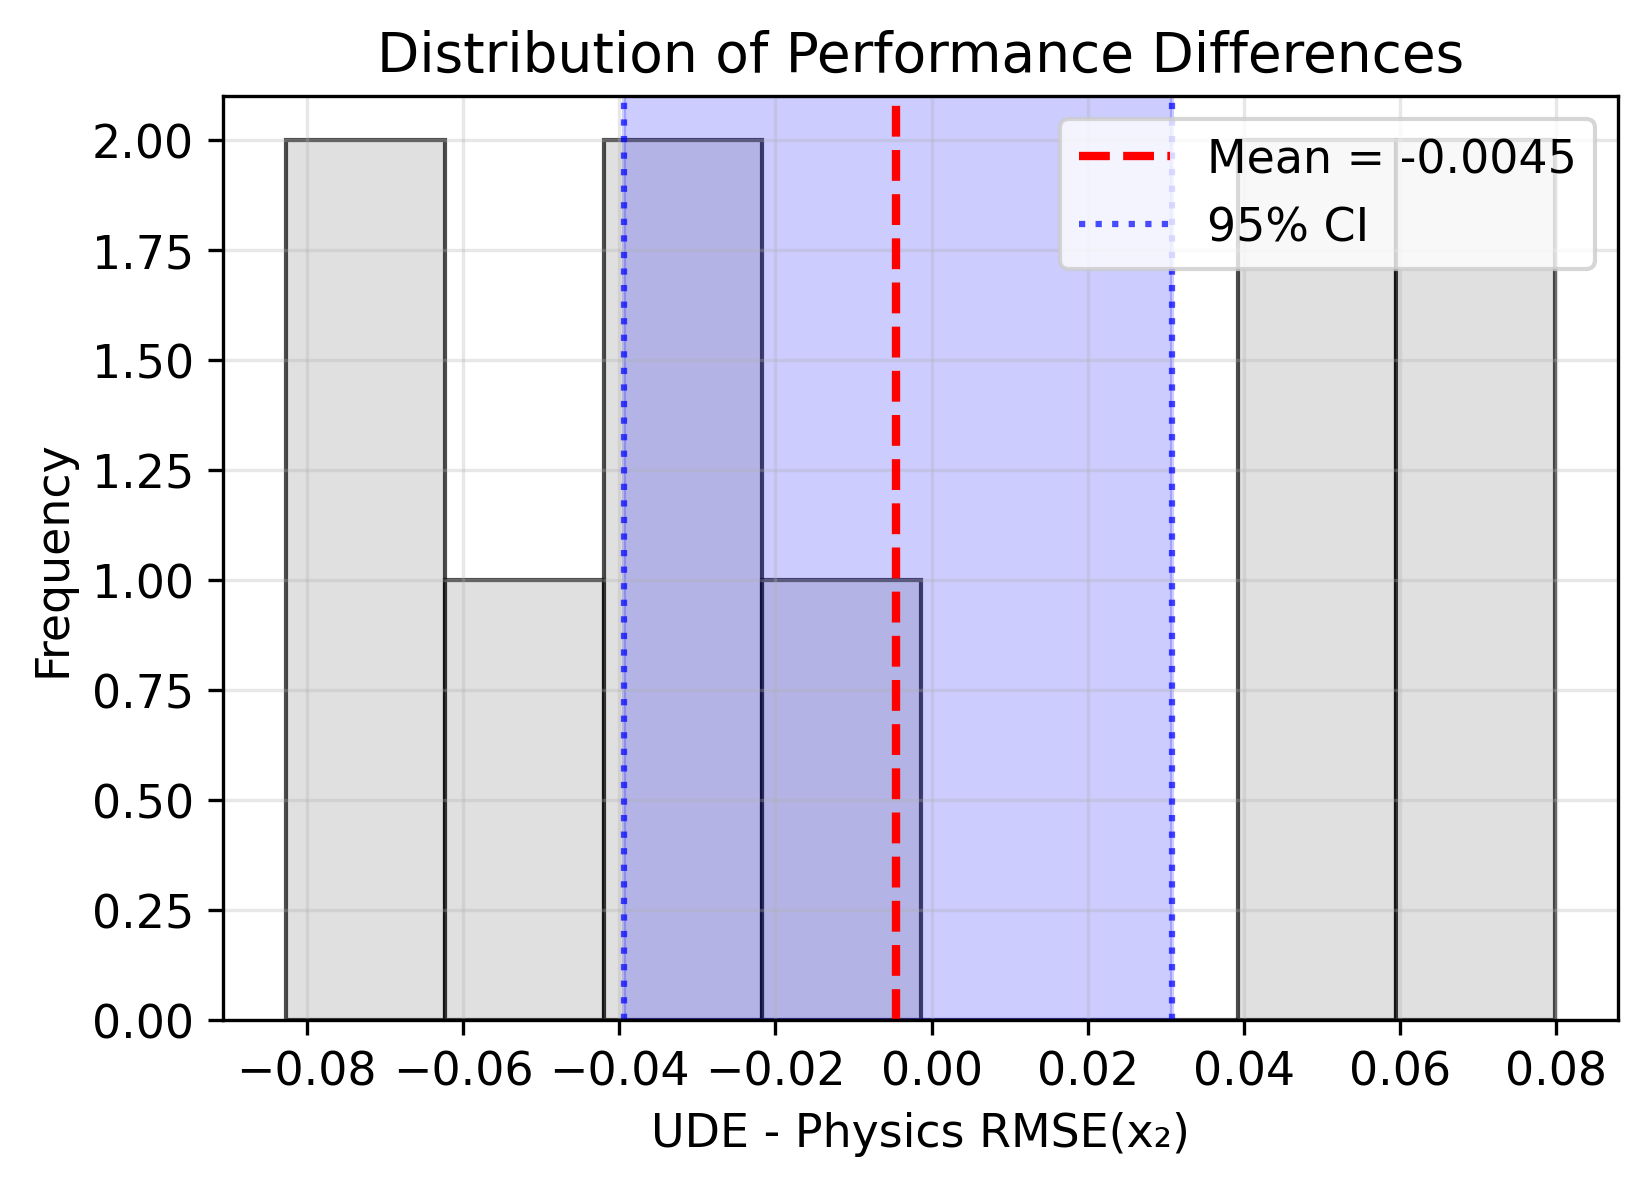 Distribution of Performance Differences
Mean = -0.0045
95% CI
2.00
1.75
1.50
1.25
1.00
0.75
0.50
0.25
0.00
Frequency
−0.08 −0.06 −0.04 −0.02 0.00 0.02 0.04 0.06 0.08
UDE - Physics RMSE(x₂)